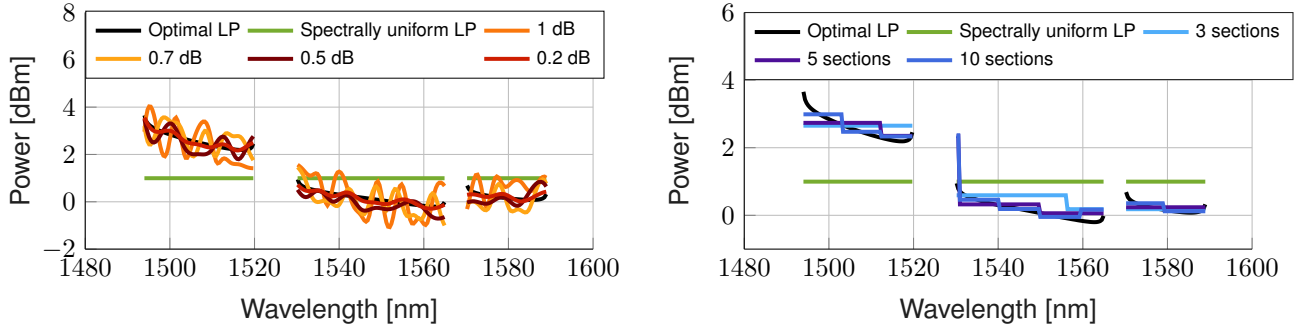 8
6
4
2
0
−2
Power [dBm]
Optimal LP
Spectrally uniform LP
1 dB
0.7 dB
0.5 dB
0.2 dB
1480
1500
1520
1540
1560
1580
1600
Wavelength [nm]
6
4
2
0
Power [dBm]
Optimal LP
Spectrally uniform LP
3 sections
5 sections
10 sections
1480
1500
1520
1540
1560
1580
1600
Wavelength [nm]